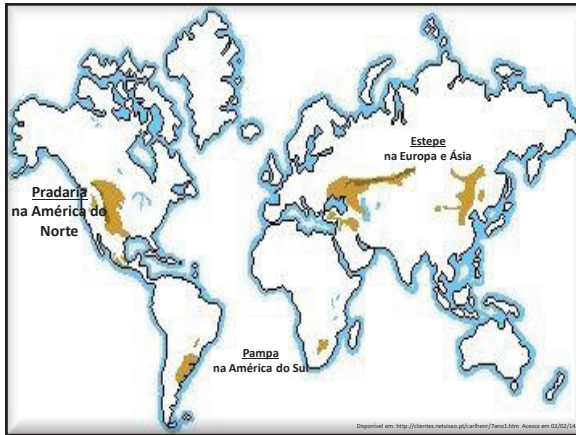 Estepe
na Europa e Ásia
Pradaria
na América do
Norte
Pampa
na América do Sul
Disponível em: http://clientes.netvisao.pt/carlhenr/7ano1.htm Acesso em 02/02/14